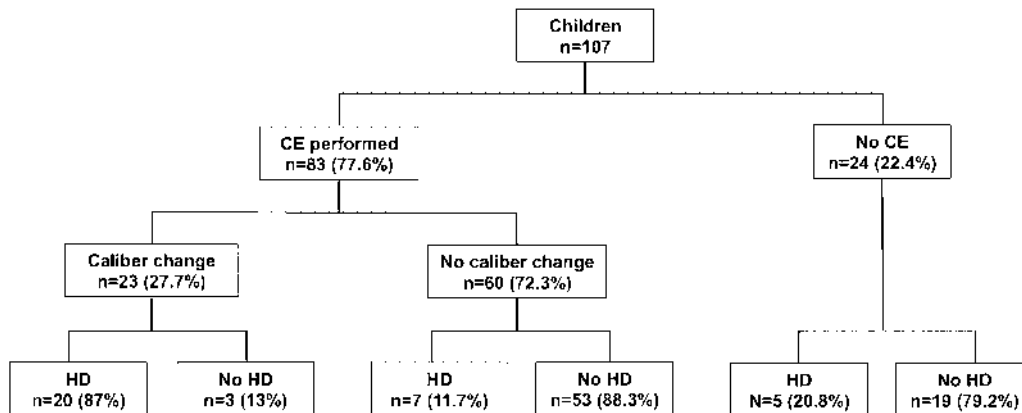 Children
n=107
CE performed
n=83 (77.6%)
No CE
n=24 (22.4%)
Caliber change
n=23 (27.7%)
No caliber change
n=60 (72.3%)
HD
n=20 (87%)
No HD
n=3 (13%)
HD
n=7 (11.7%)
No HD
n=53 (88.3%)
HD
N=5 (20.8%)
No HD
n=19 (79.2%)